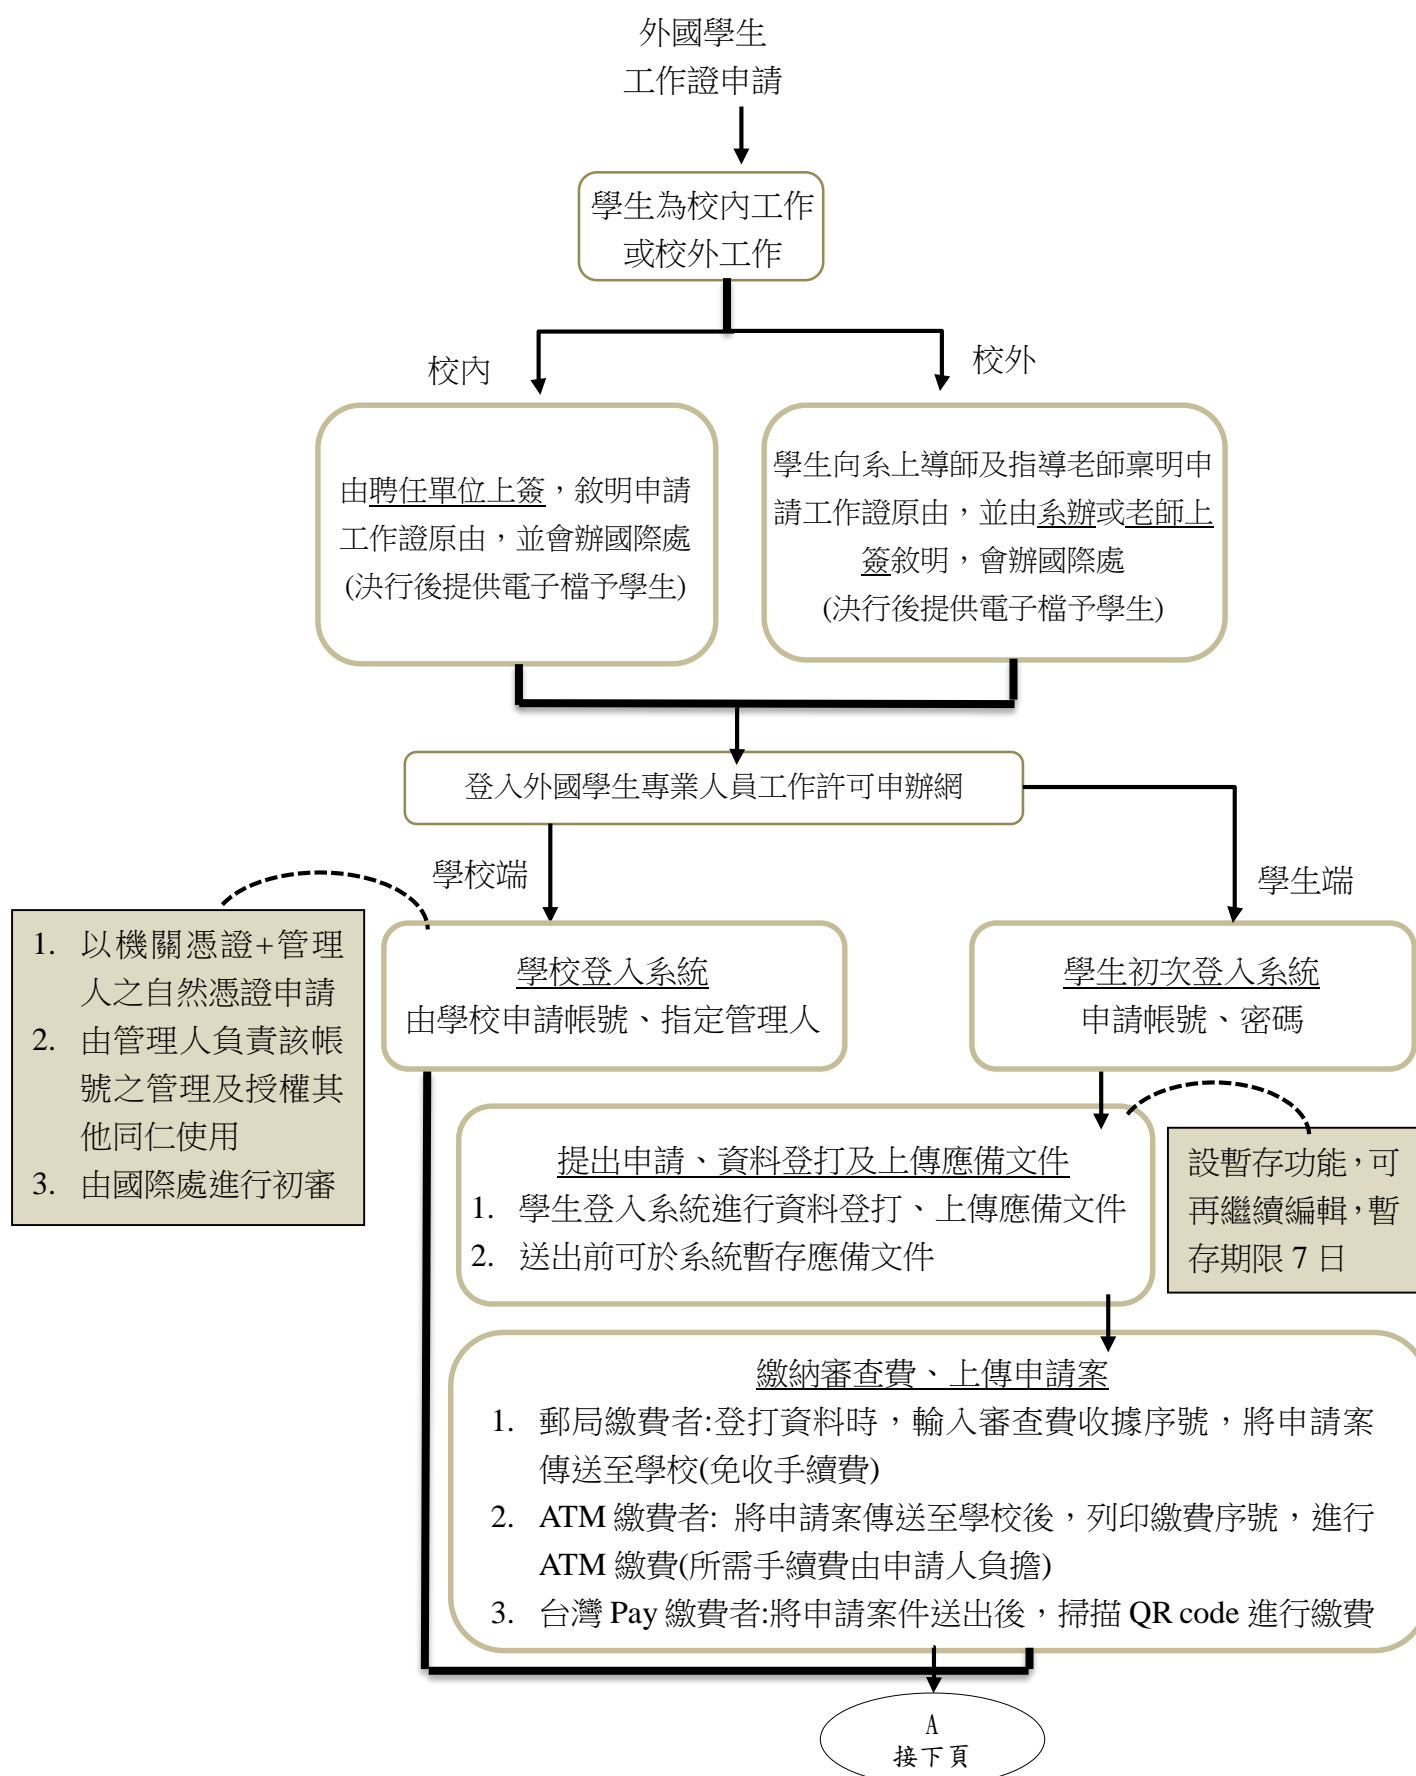 外國學生
工作證申請
學生為校內工作
或校外工作
校內
校外
由聘任單位上簽，敘明申請
工作證原由，並會辦國際處
(決行後提供電子檔予學生)
學生向系上導師及指導老師稟明申
請工作證原由，並由系辦或老師上
簽敘明，會辦國際處
(決行後提供電子檔予學生)
登入外國學生專業人員工作許可申辦網
學校端
學生端
1. 以機關憑證+管理
人之自然憑證申請
2. 由管理人負責該帳
號之管理及授權其
他同仁使用
3. 由國際處進行初審
學校登入系統
由學校申請帳號、指定管理人
學生初次登入系統
申請帳號、密碼
提出申請、資料登打及上傳應備文件
1. 學生登入系統進行資料登打、上傳應備文件
2. 送出前可於系統暫存應備文件
設暫存功能，可
再繼續編輯，暫
存期限 7 日
繳納審查費、上傳申請案
1. 郵局繳費者:登打資料時，輸入審查費收據序號，將申請案
傳送至學校(免收手續費)
2. ATM 繳費者: 將申請案傳送至學校後，列印繳費序號，進行
ATM 繳費(所需手續費由申請人負擔)
3. 台灣 Pay 繳費者:將申請案件送出後，掃描 QR code 進行繳費
A
接下頁